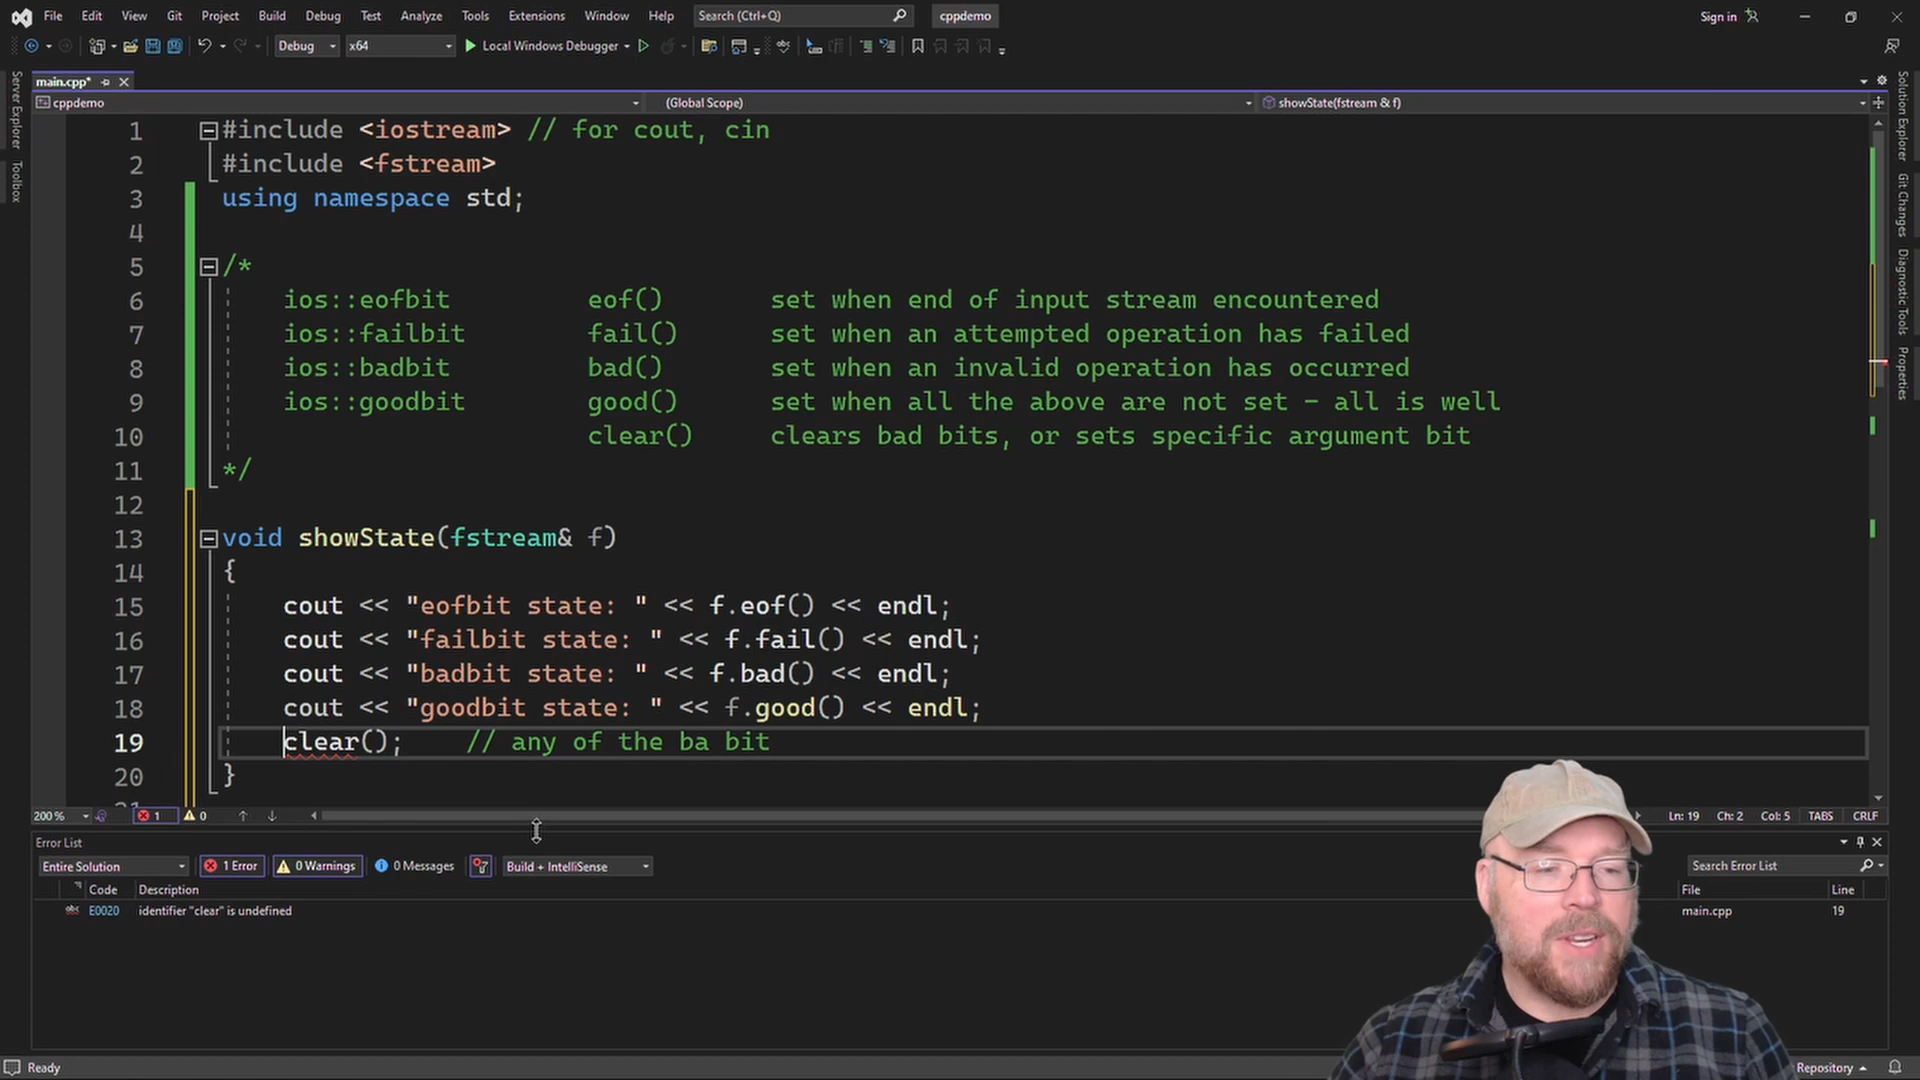 File Edit View Git Project Build Debug Test Analyze Tools Extensions Window Help Search (Ctrl+Q) cppdemo Sign in
Debug x64 Local Windows Debugger
main.cpp*
cppdemo (Global Scope) showState(fstream & f)
Server Explorer
Toolbox
1 #include <iostream> // for cout, cin
2 #include <fstream>
3 using namespace std;
4
5 /*
6 ios::eofbit eof() set when end of input stream encountered
7 ios::failbit fail() set when an attempted operation has failed
8 ios::badbit bad() set when an invalid operation has occurred
9 ios::goodbit good() set when all the above are not set - all is well
10 clear() clears bad bits, or sets specific argument bit
11 */
12
13 void showState(fstream& f)
14 {
15 cout << "eofbit state: " << f.eof() << endl;
16 cout << "failbit state: " << f.fail() << endl;
17 cout << "badbit state: " << f.bad() << endl;
18 cout << "goodbit state: " << f.good() << endl;
19 clear(); // any of the ba bit
20 }
Solution Explorer
Git Changes
Diagnostic Tools
Properties
200 % 1 0 Ln: 19 Ch: 2 Col: 5 TABS CRLF
Error List
Entire Solution 1 Error 0 Warnings 0 Messages Build + IntelliSense Search Error List
Code Description File Line
abc E0020 identifier "clear" is undefined main.cpp 19
Ready Repository